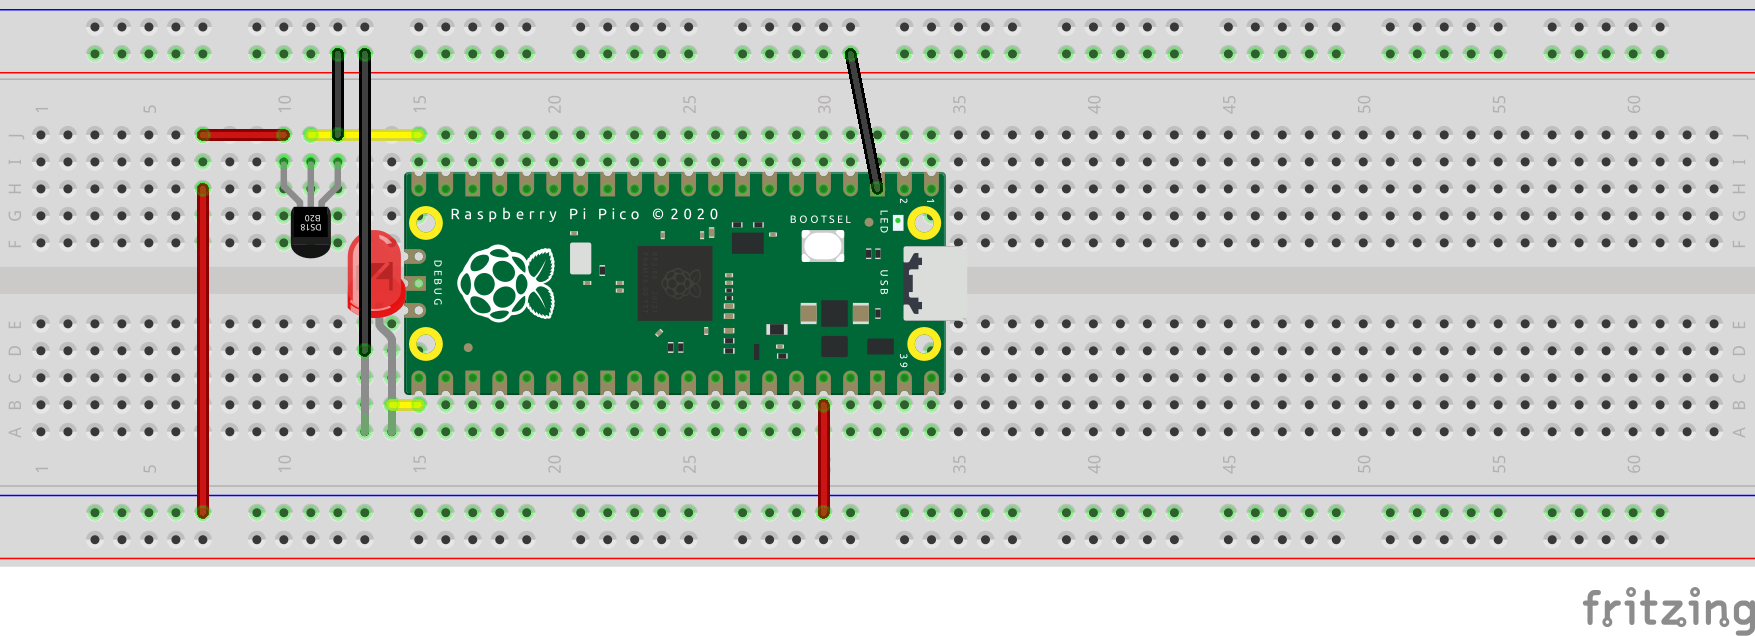 1 5 10 15 20 25 30 35 40 45 50 55 60
J J
I I
H H
G G
F F
DS18
B20
Raspberry Pi Pico ©2020
BOOTSEL
LED
2
1
DEBUG
USB
39
E E
D D
C C
B B
A A
1 5 10 15 20 25 30 35 40 45 50 55 60
fritzing